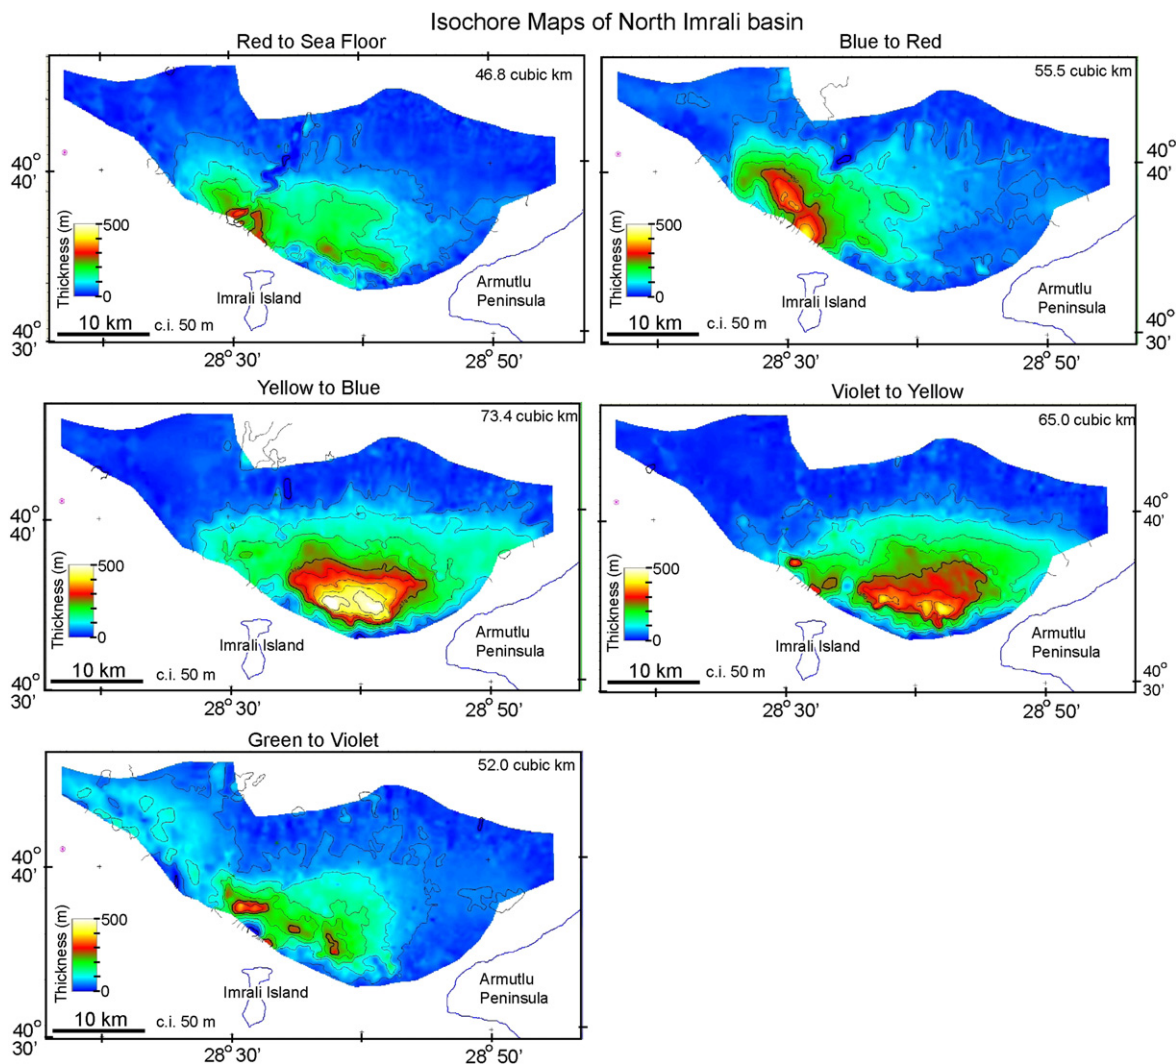 Isochore Maps of North Imrali basin
Red to Sea Floor
46.8 cubic km
40°
40'
Thickness (m)
500
0
10 km
c.i. 50 m
Imrali Island
Armutlu
Peninsula
40°
30'
28° 30'
28° 50'
Blue to Red
55.5 cubic km
40°
40'
Thickness (m)
500
0
10 km
c.i. 50 m
Imrali Island
Armutlu
Peninsula
40°
30'
28° 30'
28° 50'
Yellow to Blue
73.4 cubic km
40°
40'
Thickness (m)
500
0
10 km
c.i. 50 m
Imrali Island
Armutlu
Peninsula
40°
30'
28° 30'
28° 50'
Violet to Yellow
65.0 cubic km
40°
40'
Thickness (m)
500
0
10 km
c.i. 50 m
Imrali Island
Armutlu
Peninsula
40°
30'
28° 30'
28° 50'
Green to Violet
52.0 cubic km
40°
40'
Thickness (m)
500
0
10 km
c.i. 50 m
Imrali Island
Armutlu
Peninsula
40°
30'
28° 30'
28° 50'